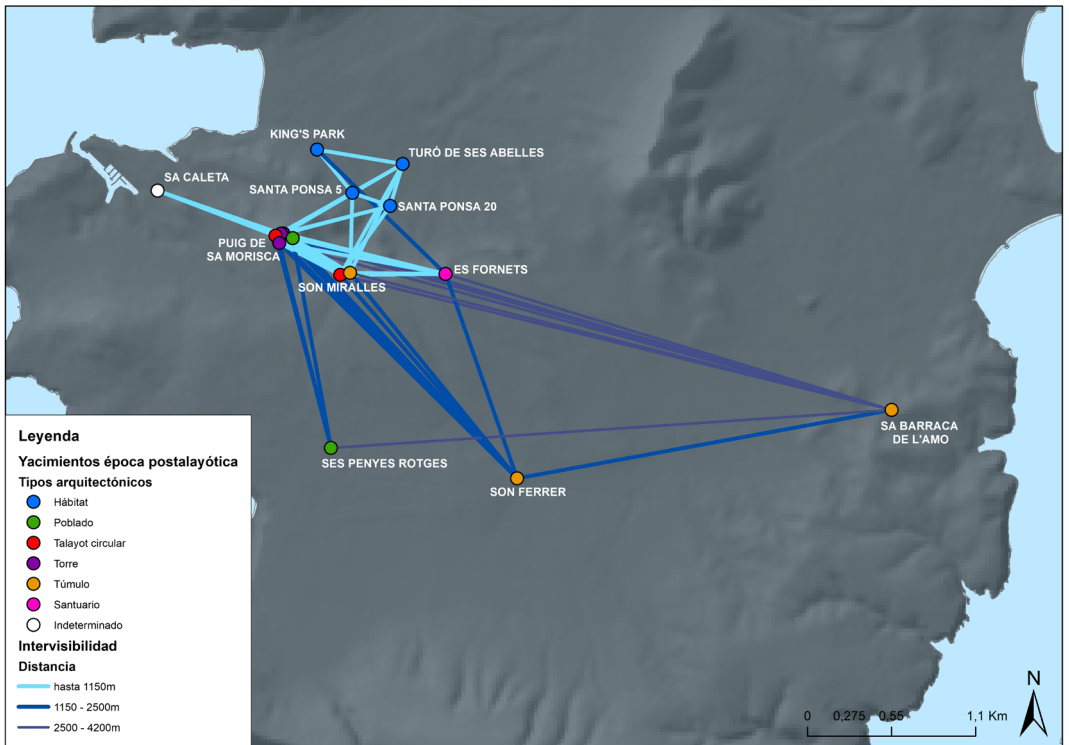 KING'S PARK
TURÓ DE SES ABELLES
SA CALETA
SANTA PONSA 5
SANTA PONSA 20
PUIG DE
SA MORISCA
ES FORNETS
SON MIRALLES
SA BARRACA
DE L'AMO
SES PENYES ROTGES
SON FERRER
Leyenda
Yacimientos época postalayótica
Tipos arquitectónicos
Hábitat
Poblado
Talayot circular
Torre
Túmulo
Santuario
Indeterminado
Intervisibilidad
Distancia
hasta 1150m
1150 - 2500m
2500 - 4200m
N
0 0,275 0,55 1,1 Km